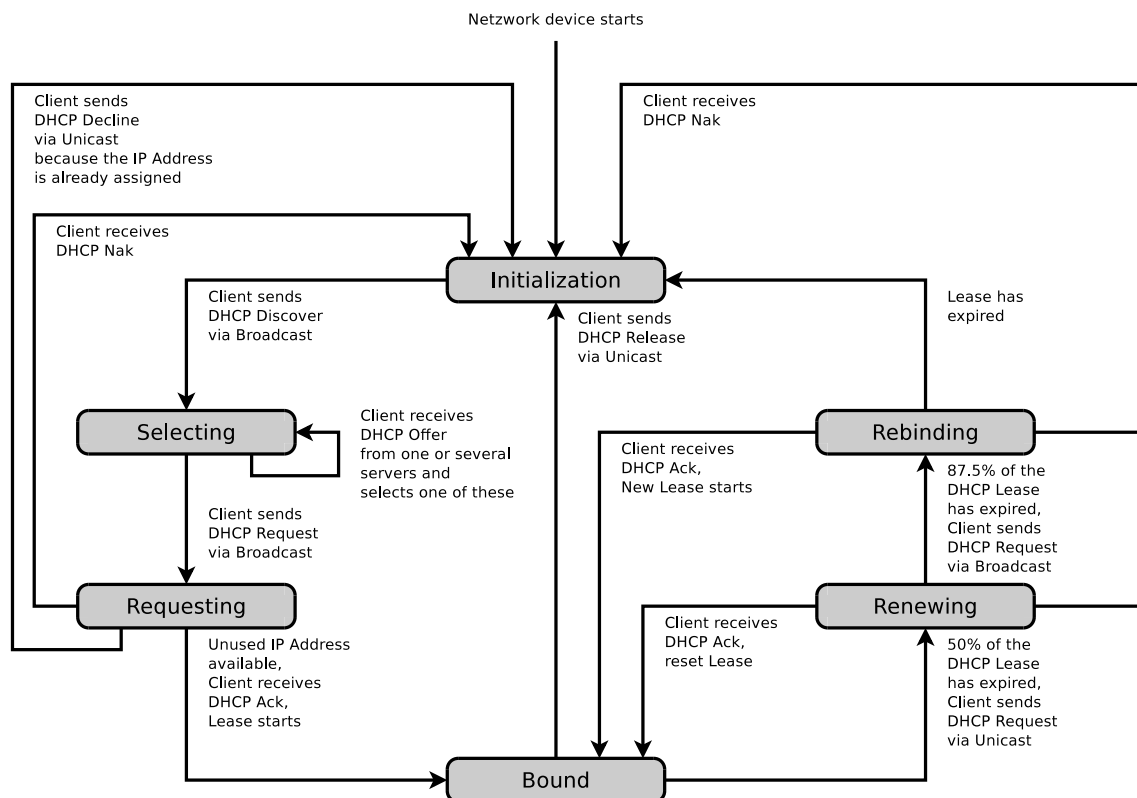 Netzwork device starts
Client sends
DHCP Decline
via Unicast
because the IP Address
is already assigned
Client receives
DHCP Nak
Client receives
DHCP Nak
Initialization
Client sends
DHCP Discover
via Broadcast
Client sends
DHCP Release
via Unicast
Lease has
expired
Selecting
Client receives
DHCP Offer
from one or several
servers and
selects one of these
Rebinding
Client receives
DHCP Ack,
New Lease starts
87.5% of the
DHCP Lease
has expired,
Client sends
DHCP Request
via Broadcast
Client sends
DHCP Request
via Broadcast
Requesting
Renewing
Unused IP Address
available,
Client receives
DHCP Ack,
Lease starts
Client receives
DHCP Ack,
reset Lease
50% of the
DHCP Lease
has expired,
Client sends
DHCP Request
via Unicast
Bound